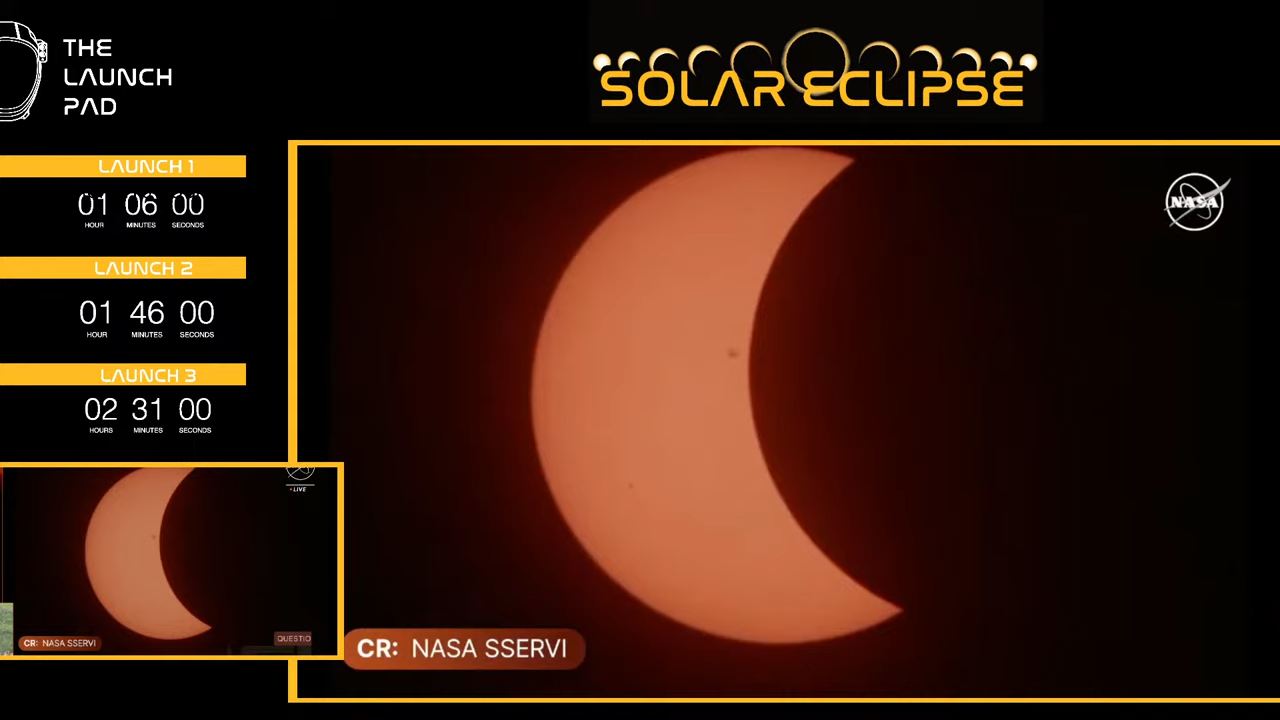 THE
LAUNCH
PAD
SOLAR ECLIPSE
LAUNCH 1
01 06 00
HOUR MINUTES SECONDS
LAUNCH 2
01 46 00
HOUR MINUTES SECONDS
LAUNCH 3
02 31 00
HOURS MINUTES SECONDS
NASA
LIVE
CR: NASA SSERVI
QUESTIO
CR: NASA SSERVI